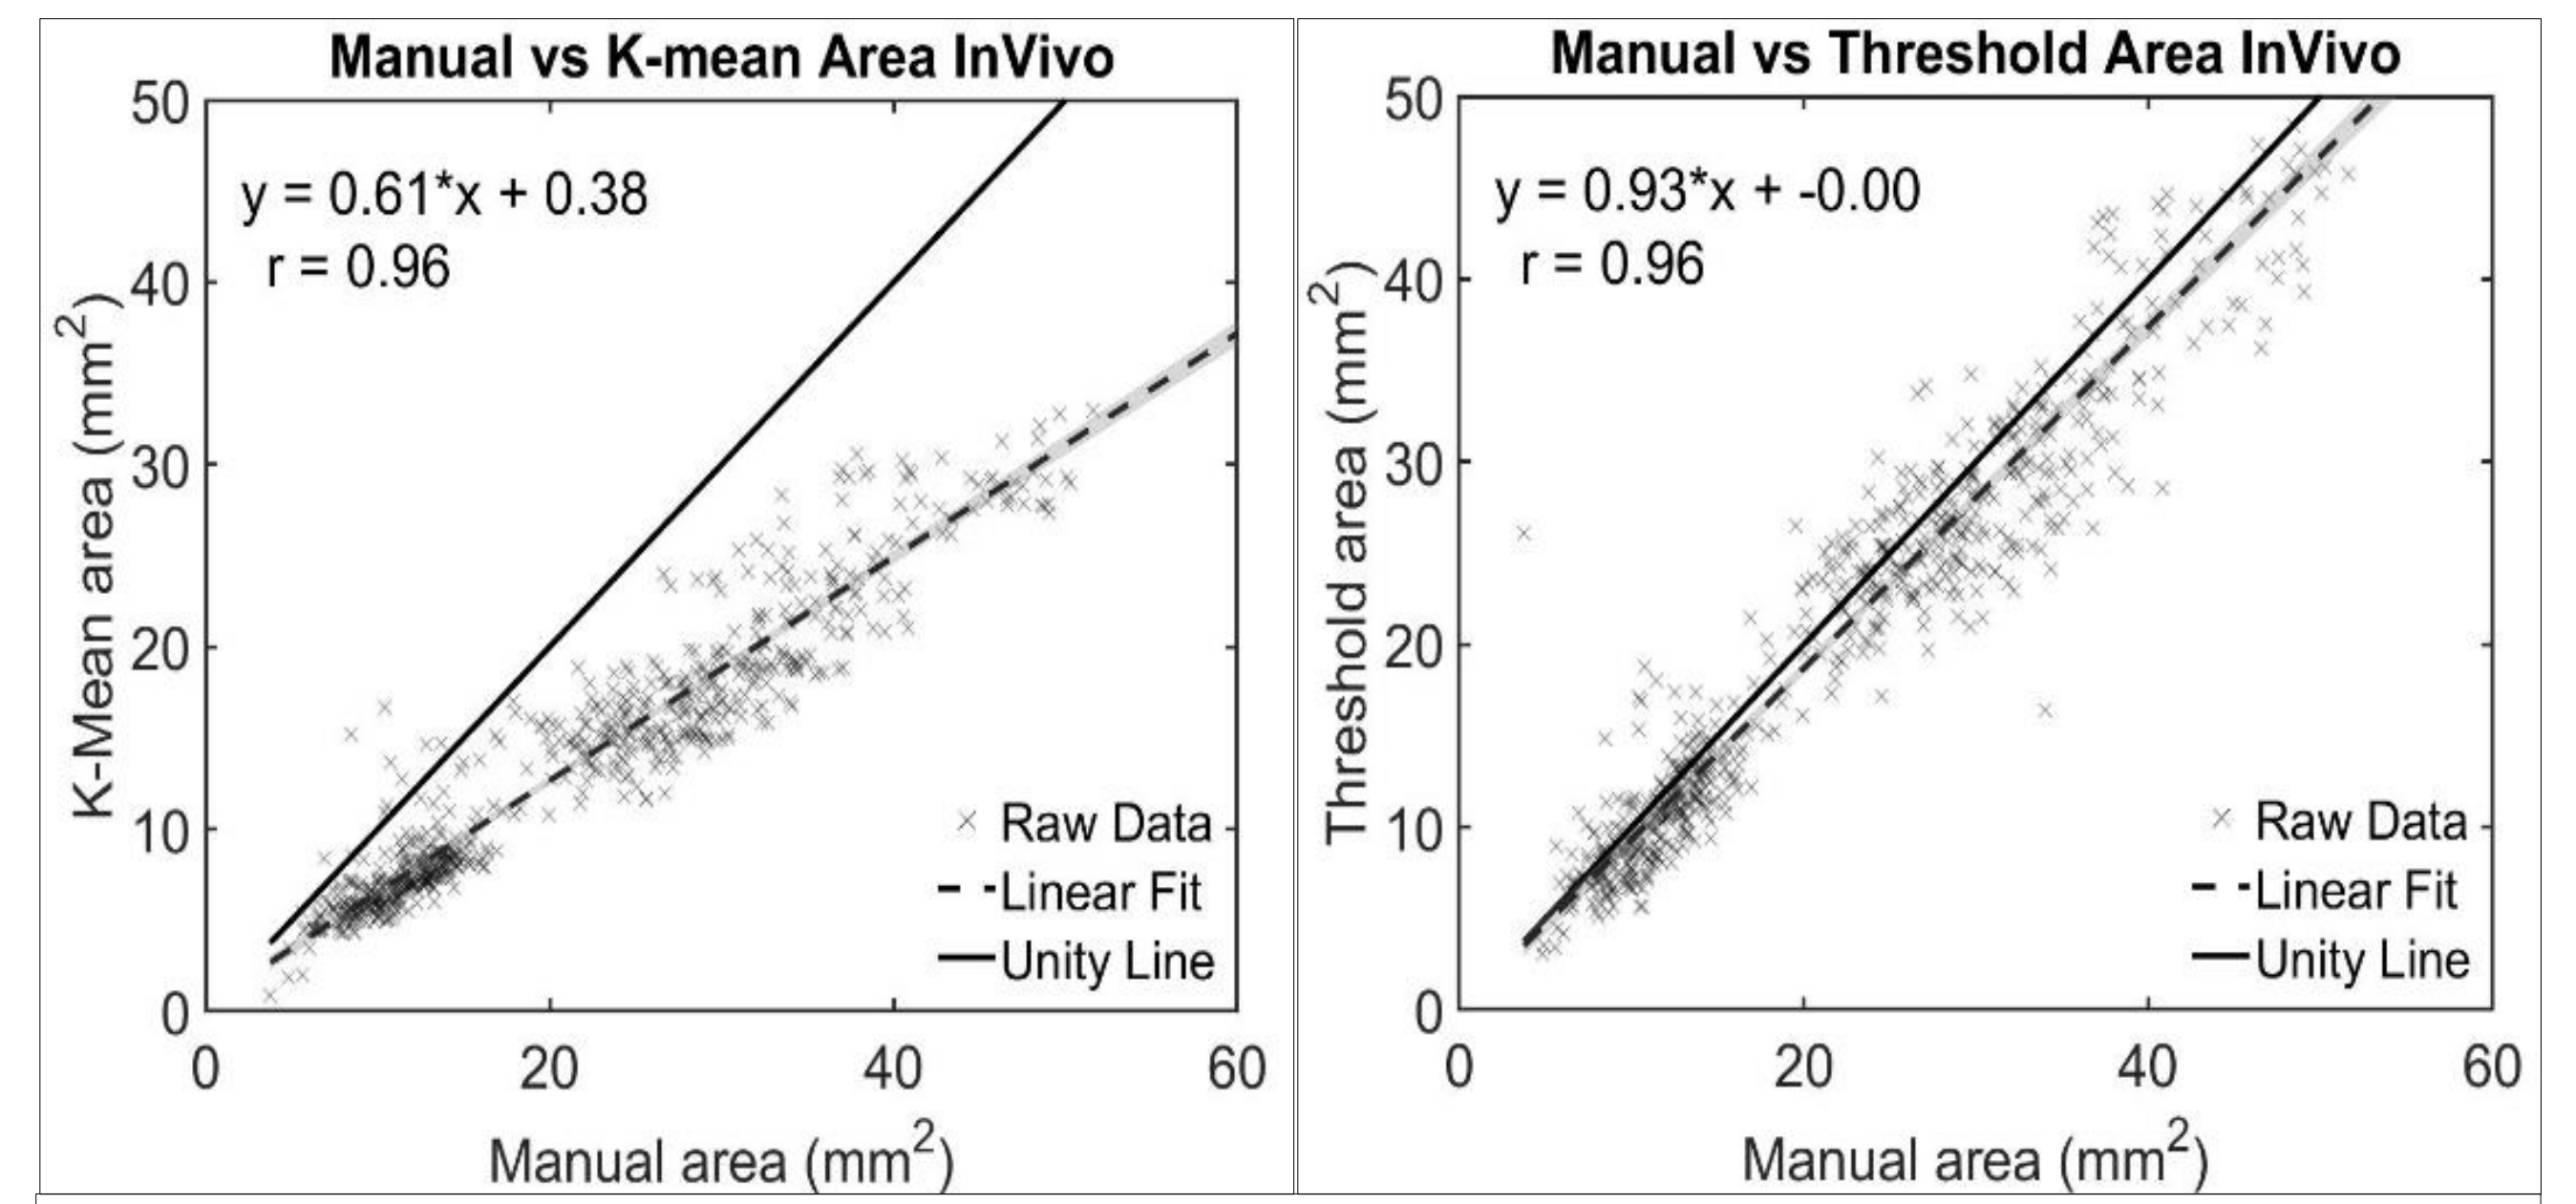 Manual vs K-mean Area InVivo
50
40
30
20
10
0
K-Mean area (mm²)
y = 0.61*x + 0.38
r = 0.96
Raw Data
Linear Fit
Unity Line
0 20 40 60
Manual area (mm²)
Manual vs Threshold Area InVivo
50
40
30
20
10
0
Threshold area (mm²)
y = 0.93*x + -0.00
r = 0.96
Raw Data
Linear Fit
Unity Line
0 20 40 60
Manual area (mm²)